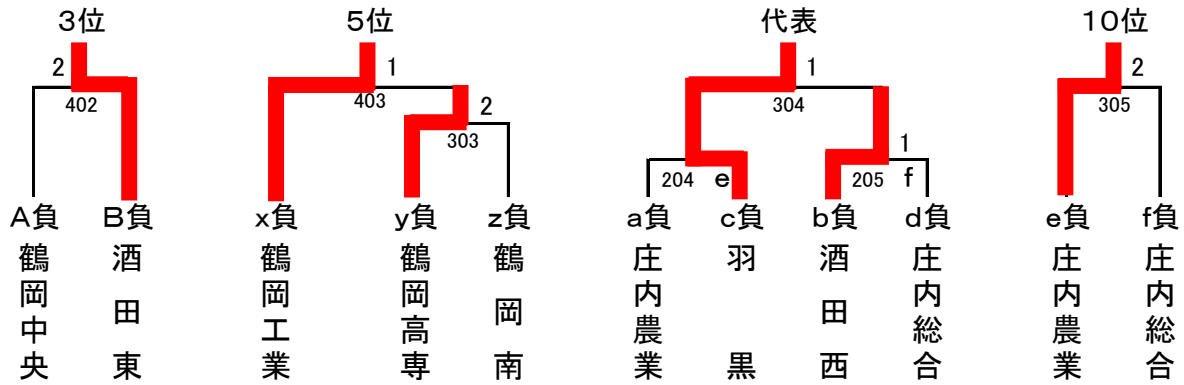 3位 5位 代表 10位
2 1 1 2
402 403 304 305
2
303
1
204 e 205 f
A負 B負 x負 y負 z負 a負 c負 b負 d負 e負 f負
鶴岡中央
酒田東
鶴岡工業
鶴岡高専
鶴岡南
庄内農業
羽黒
酒田西
庄内総合
庄内農業
庄内総合